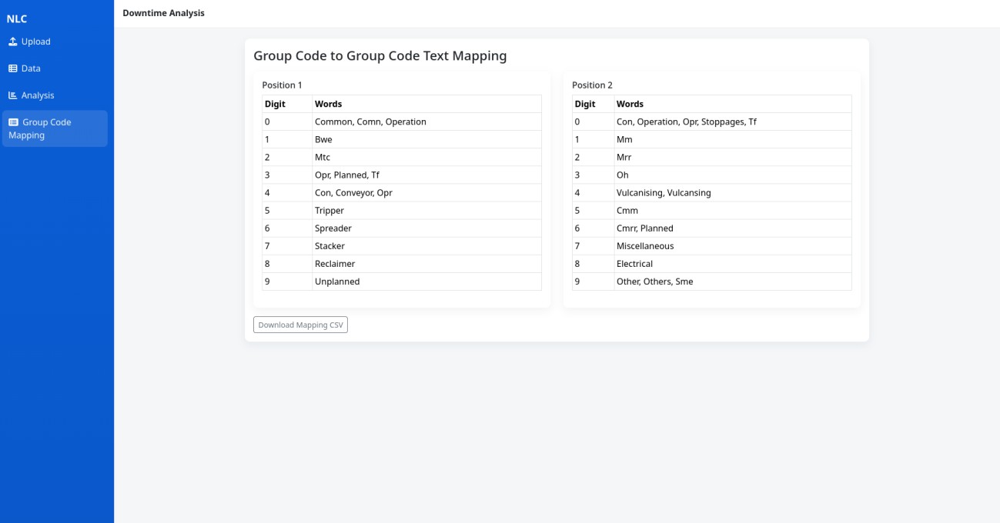 NLC
Upload
Data
Analysis
Group Code
Mapping
Downtime Analysis
Group Code to Group Code Text Mapping
Position 1
Digit Words
0 Common, Comn, Operation
1 Bwe
2 Mtc
3 Opr, Planned, Tf
4 Con, Conveyor, Opr
5 Tripper
6 Spreader
7 Stacker
8 Reclaimer
9 Unplanned
Position 2
Digit Words
0 Con, Operation, Opr, Stoppages, Tf
1 Mm
2 Mrr
3 Oh
4 Vulcanising, Vulcansing
5 Cmm
6 Cmrr, Planned
7 Miscellaneous
8 Electrical
9 Other, Others, Sme
Download Mapping CSV